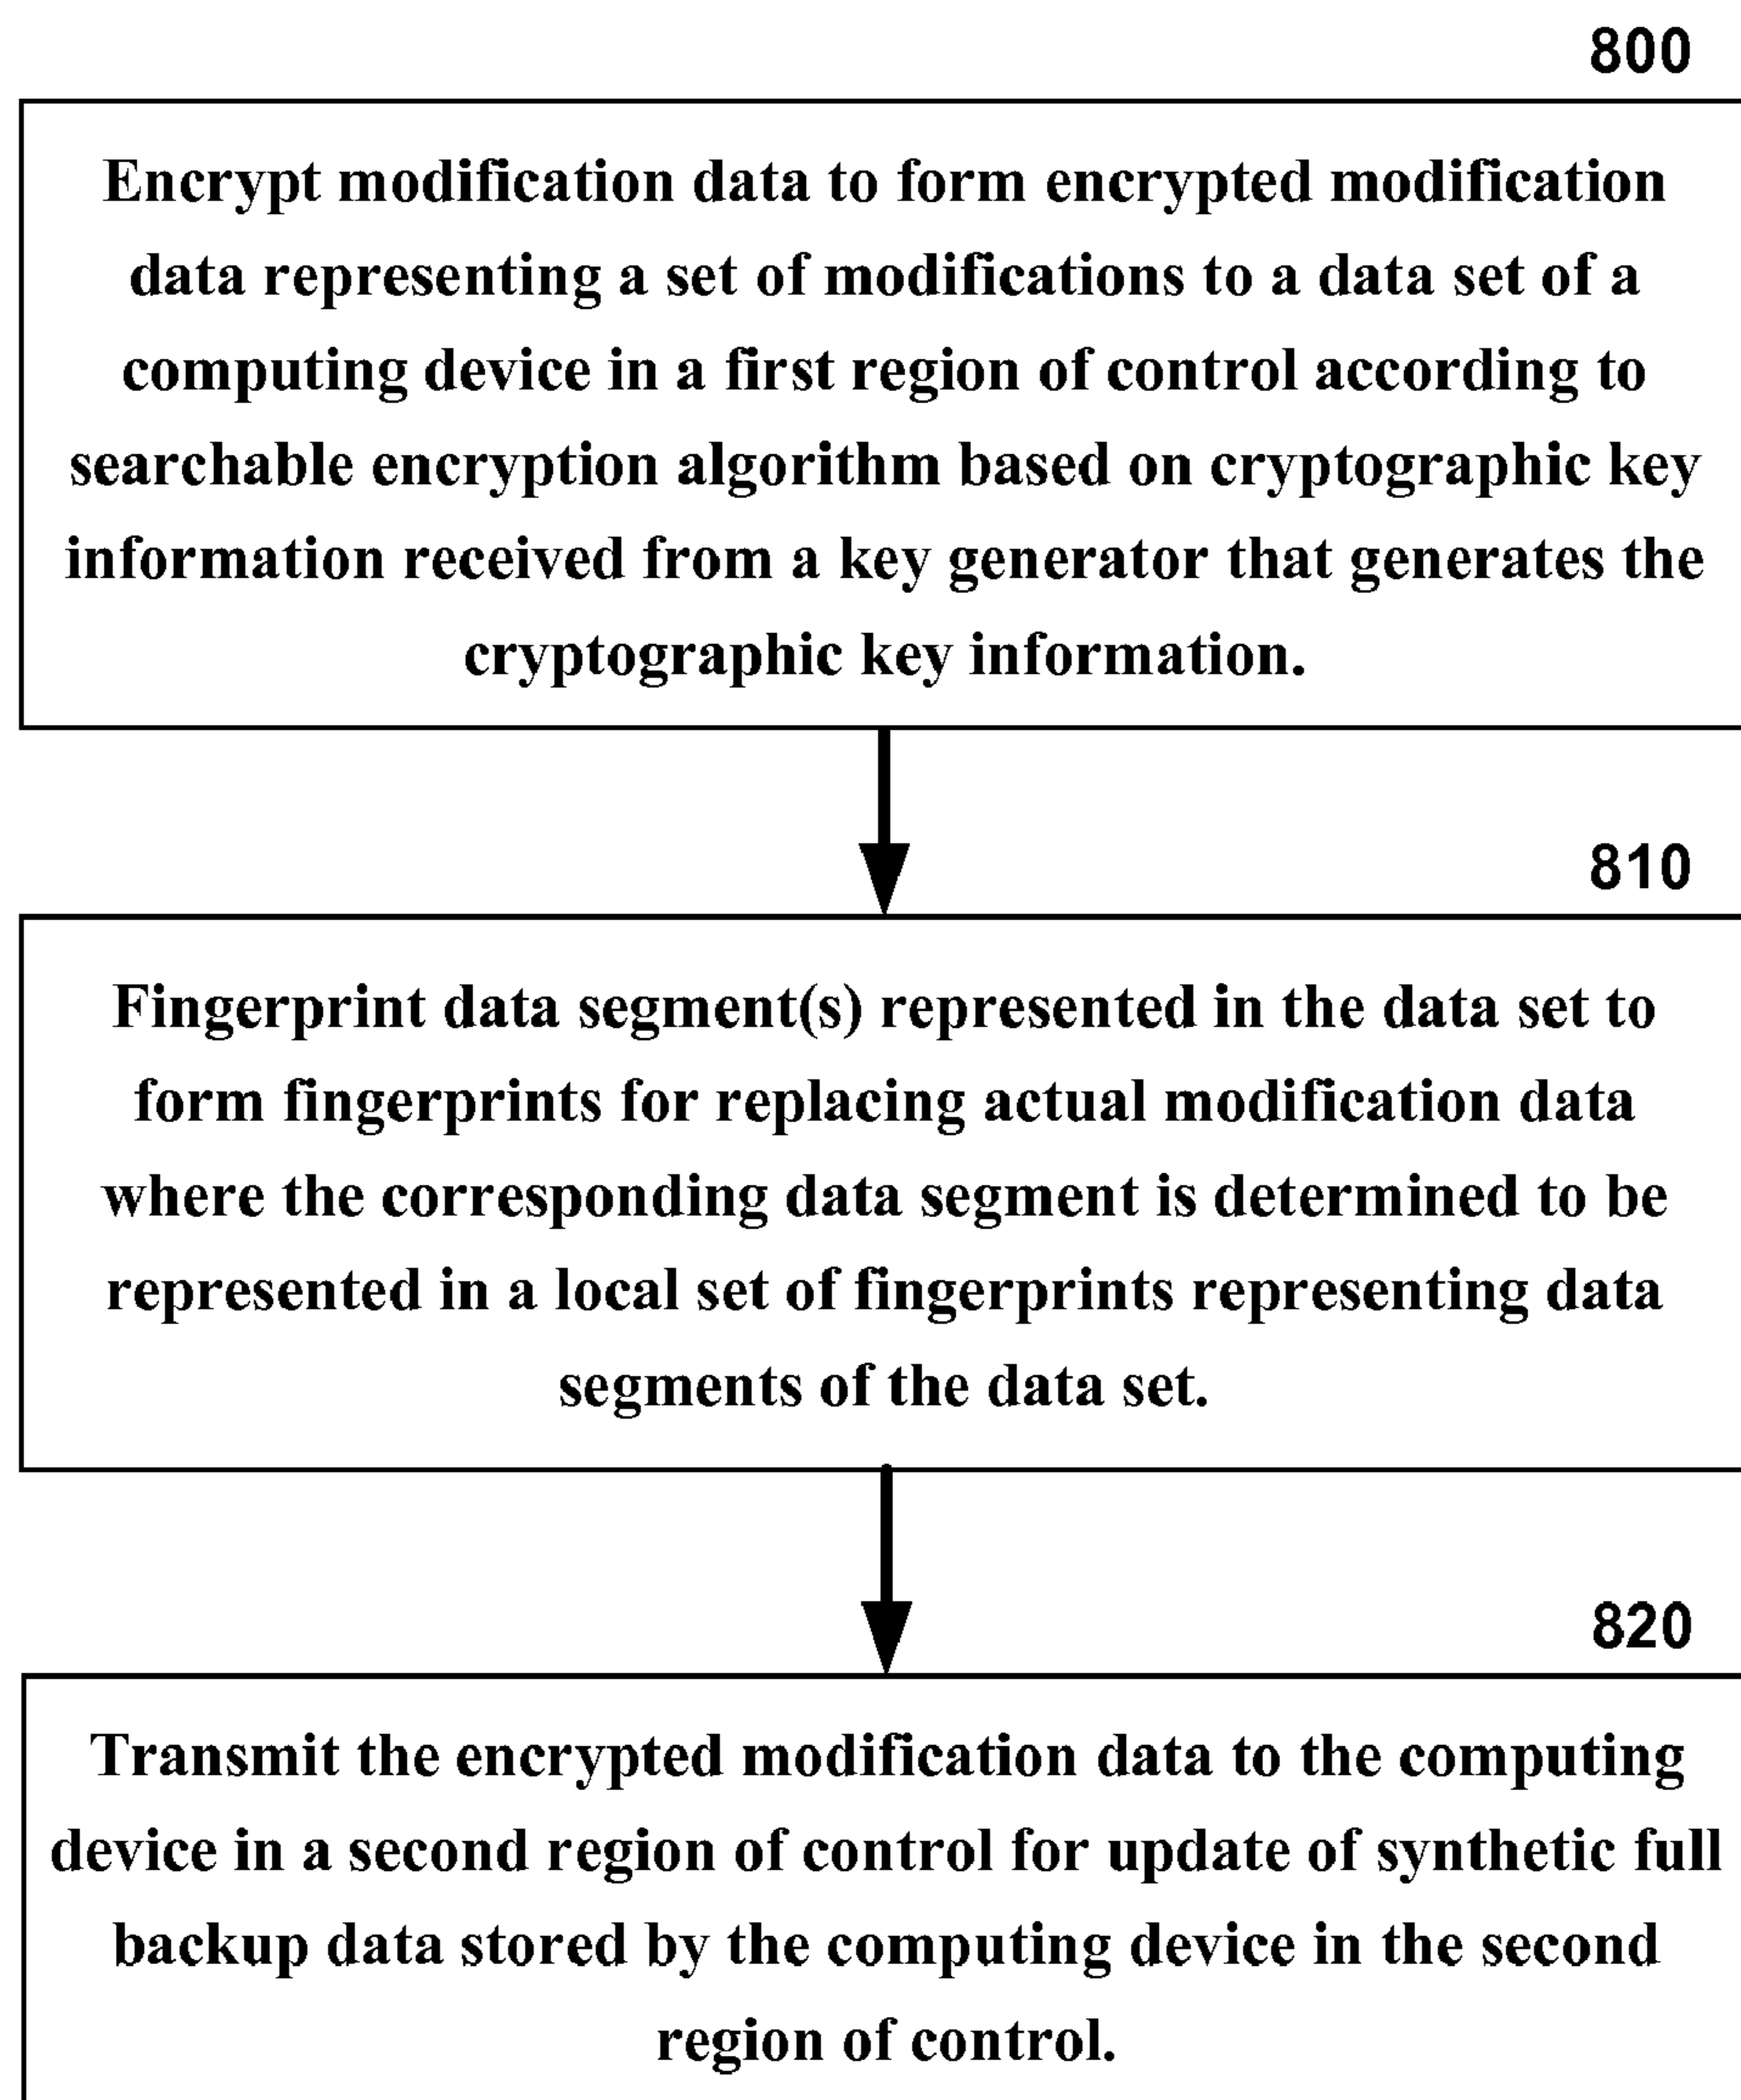 800
Encrypt modification data to form encrypted modification
data representing a set of modifications to a data set of a
computing device in a first region of control according to
searchable encryption algorithm based on cryptographic key
information received from a key generator that generates the
cryptographic key information.
810
Fingerprint data segment(s) represented in the data set to
form fingerprints for replacing actual modification data
where the corresponding data segment is determined to be
represented in a local set of fingerprints representing data
segments of the data set.
820
Transmit the encrypted modification data to the computing
device in a second region of control for update of synthetic full
backup data stored by the computing device in the second
region of control.